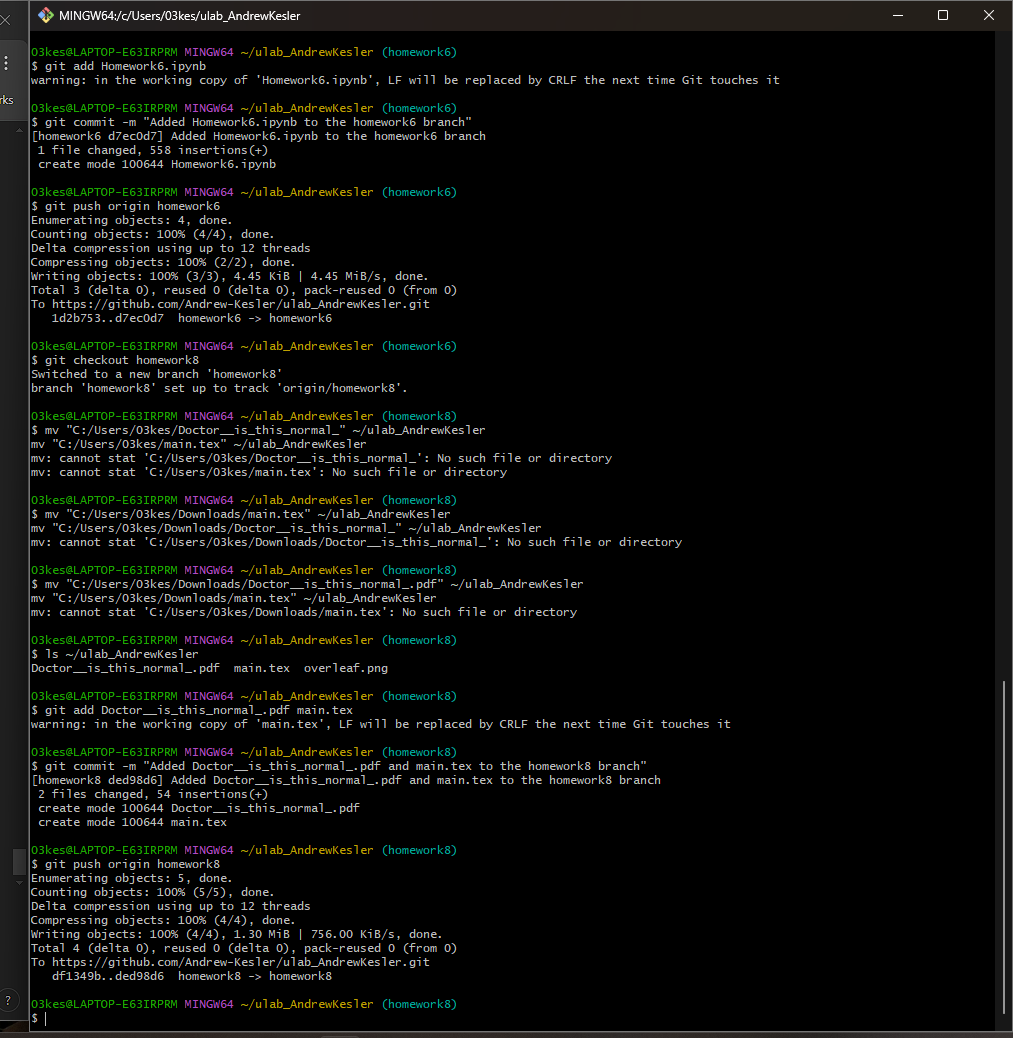 MINGW64:/c/Users/03kes/ulab_AndrewKesler
rks
03kes@LAPTOP-E63IRPRM MINGW64 ~/ulab_AndrewKesler (homework6)
$ git add Homework6.ipynb
warning: in the working copy of 'Homework6.ipynb', LF will be replaced by CRLF the next time Git touches it
03kes@LAPTOP-E63IRPRM MINGW64 ~/ulab_AndrewKesler (homework6)
$ git commit -m "Added Homework6.ipynb to the homework6 branch"
[homework6 d7ec0d7] Added Homework6.ipynb to the homework6 branch
 1 file changed, 558 insertions(+)
 create mode 100644 Homework6.ipynb
03kes@LAPTOP-E63IRPRM MINGW64 ~/ulab_AndrewKesler (homework6)
$ git push origin homework6
Enumerating objects: 4, done.
Counting objects: 100% (4/4), done.
Delta compression using up to 12 threads
Compressing objects: 100% (2/2), done.
Writing objects: 100% (3/3), 4.45 KiB | 4.45 MiB/s, done.
Total 3 (delta 0), reused 0 (delta 0), pack-reused 0 (from 0)
To https://github.com/Andrew-Kesler/ulab_AndrewKesler.git
   1d2b753..d7ec0d7  homework6 -> homework6
03kes@LAPTOP-E63IRPRM MINGW64 ~/ulab_AndrewKesler (homework6)
$ git checkout homework8
Switched to a new branch 'homework8'
branch 'homework8' set up to track 'origin/homework8'.
03kes@LAPTOP-E63IRPRM MINGW64 ~/ulab_AndrewKesler (homework8)
$ mv "C:/Users/03kes/Doctor__is_this_normal_" ~/ulab_AndrewKesler
mv "C:/Users/03kes/main.tex" ~/ulab_AndrewKesler
mv: cannot stat 'C:/Users/03kes/Doctor__is_this_normal_': No such file or directory
mv: cannot stat 'C:/Users/03kes/main.tex': No such file or directory
03kes@LAPTOP-E63IRPRM MINGW64 ~/ulab_AndrewKesler (homework8)
$ mv "C:/Users/03kes/Downloads/main.tex" ~/ulab_AndrewKesler
mv "C:/Users/03kes/Downloads/Doctor__is_this_normal_" ~/ulab_AndrewKesler
mv: cannot stat 'C:/Users/03kes/Downloads/Doctor__is_this_normal_': No such file or directory
03kes@LAPTOP-E63IRPRM MINGW64 ~/ulab_AndrewKesler (homework8)
$ mv "C:/Users/03kes/Downloads/Doctor__is_this_normal_.pdf" ~/ulab_AndrewKesler
mv "C:/Users/03kes/Downloads/main.tex" ~/ulab_AndrewKesler
mv: cannot stat 'C:/Users/03kes/Downloads/main.tex': No such file or directory
03kes@LAPTOP-E63IRPRM MINGW64 ~/ulab_AndrewKesler (homework8)
$ ls ~/ulab_AndrewKesler
Doctor__is_this_normal_.pdf  main.tex  overleaf.png
03kes@LAPTOP-E63IRPRM MINGW64 ~/ulab_AndrewKesler (homework8)
$ git add Doctor__is_this_normal_.pdf main.tex
warning: in the working copy of 'main.tex', LF will be replaced by CRLF the next time Git touches it
03kes@LAPTOP-E63IRPRM MINGW64 ~/ulab_AndrewKesler (homework8)
$ git commit -m "Added Doctor__is_this_normal_.pdf and main.tex to the homework8 branch"
[homework8 ded98d6] Added Doctor__is_this_normal_.pdf and main.tex to the homework8 branch
 2 files changed, 54 insertions(+)
 create mode 100644 Doctor__is_this_normal_.pdf
 create mode 100644 main.tex
03kes@LAPTOP-E63IRPRM MINGW64 ~/ulab_AndrewKesler (homework8)
$ git push origin homework8
Enumerating objects: 5, done.
Counting objects: 100% (5/5), done.
Delta compression using up to 12 threads
Compressing objects: 100% (4/4), done.
Writing objects: 100% (4/4), 1.30 MiB | 756.00 KiB/s, done.
Total 4 (delta 0), reused 0 (delta 0), pack-reused 0 (from 0)
To https://github.com/Andrew-Kesler/ulab_AndrewKesler.git
   df1349b..ded98d6  homework8 -> homework8
?
03kes@LAPTOP-E63IRPRM MINGW64 ~/ulab_AndrewKesler (homework8)
$